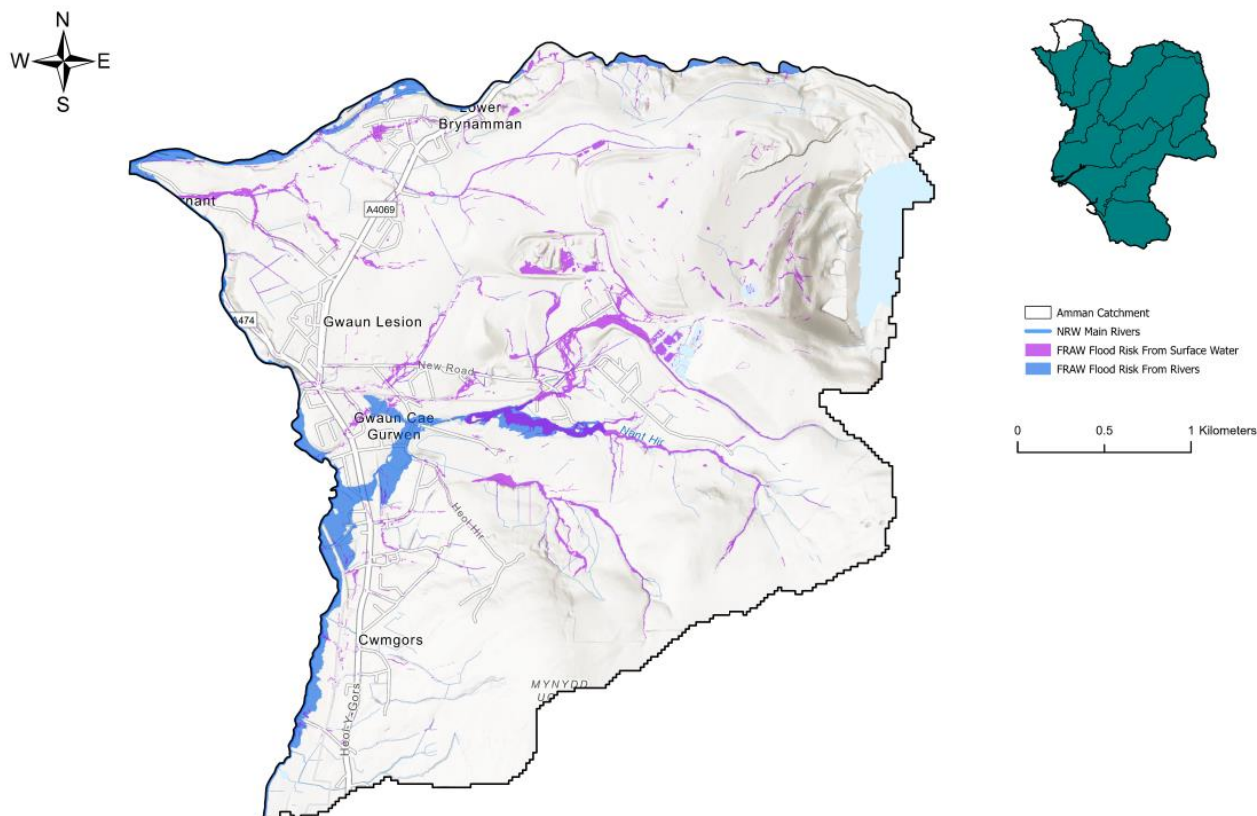 N
W E
S
Lower
Brynamman
rnant
A4069
A474
Gwaun Lesion
New Road
Gwaun Cae
Gurwen
Nant Hir
Heol Hir
Cwmgors
Heol-Y-Gors
MYNYDD
Amman Catchment
NRW Main Rivers
FRAW Flood Risk From Surface Water
FRAW Flood Risk From Rivers
0 0.5 1 Kilometers